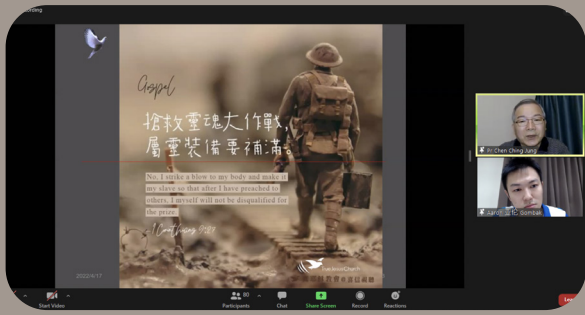 Gospel
搶救靈魂大作戰,
屬靈裝備要補滿。
No, I strike a blow to my body and make it
my slave so that after I have preached to
others, I myself will not be disqualified for
the prize.
2022/4/17
Pr Chen Ching Jung
Start Video
Participants
80
Chat
Share Screen
Record
Reactions